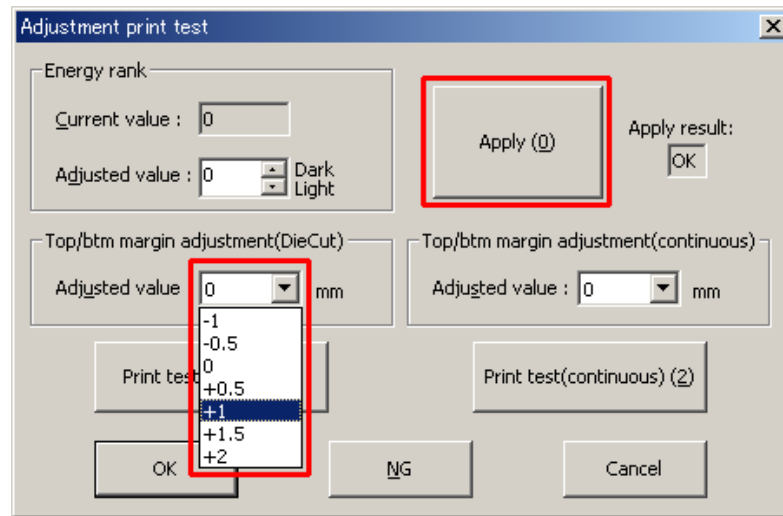 Adjustment print test
Energy rank
Current value : 0
Adjusted value : 0 Dark
Light
Apply (0)
Apply result:
OK
Top/btm margin adjustment(DieCut)
Adjusted value 0 mm
-1
-0.5
0
+0.5
+1
+1.5
+2
Top/btm margin adjustment(continuous)
Adjusted value : 0 mm
Print tes
Print test(continuous) (2)
OK
NG
Cancel